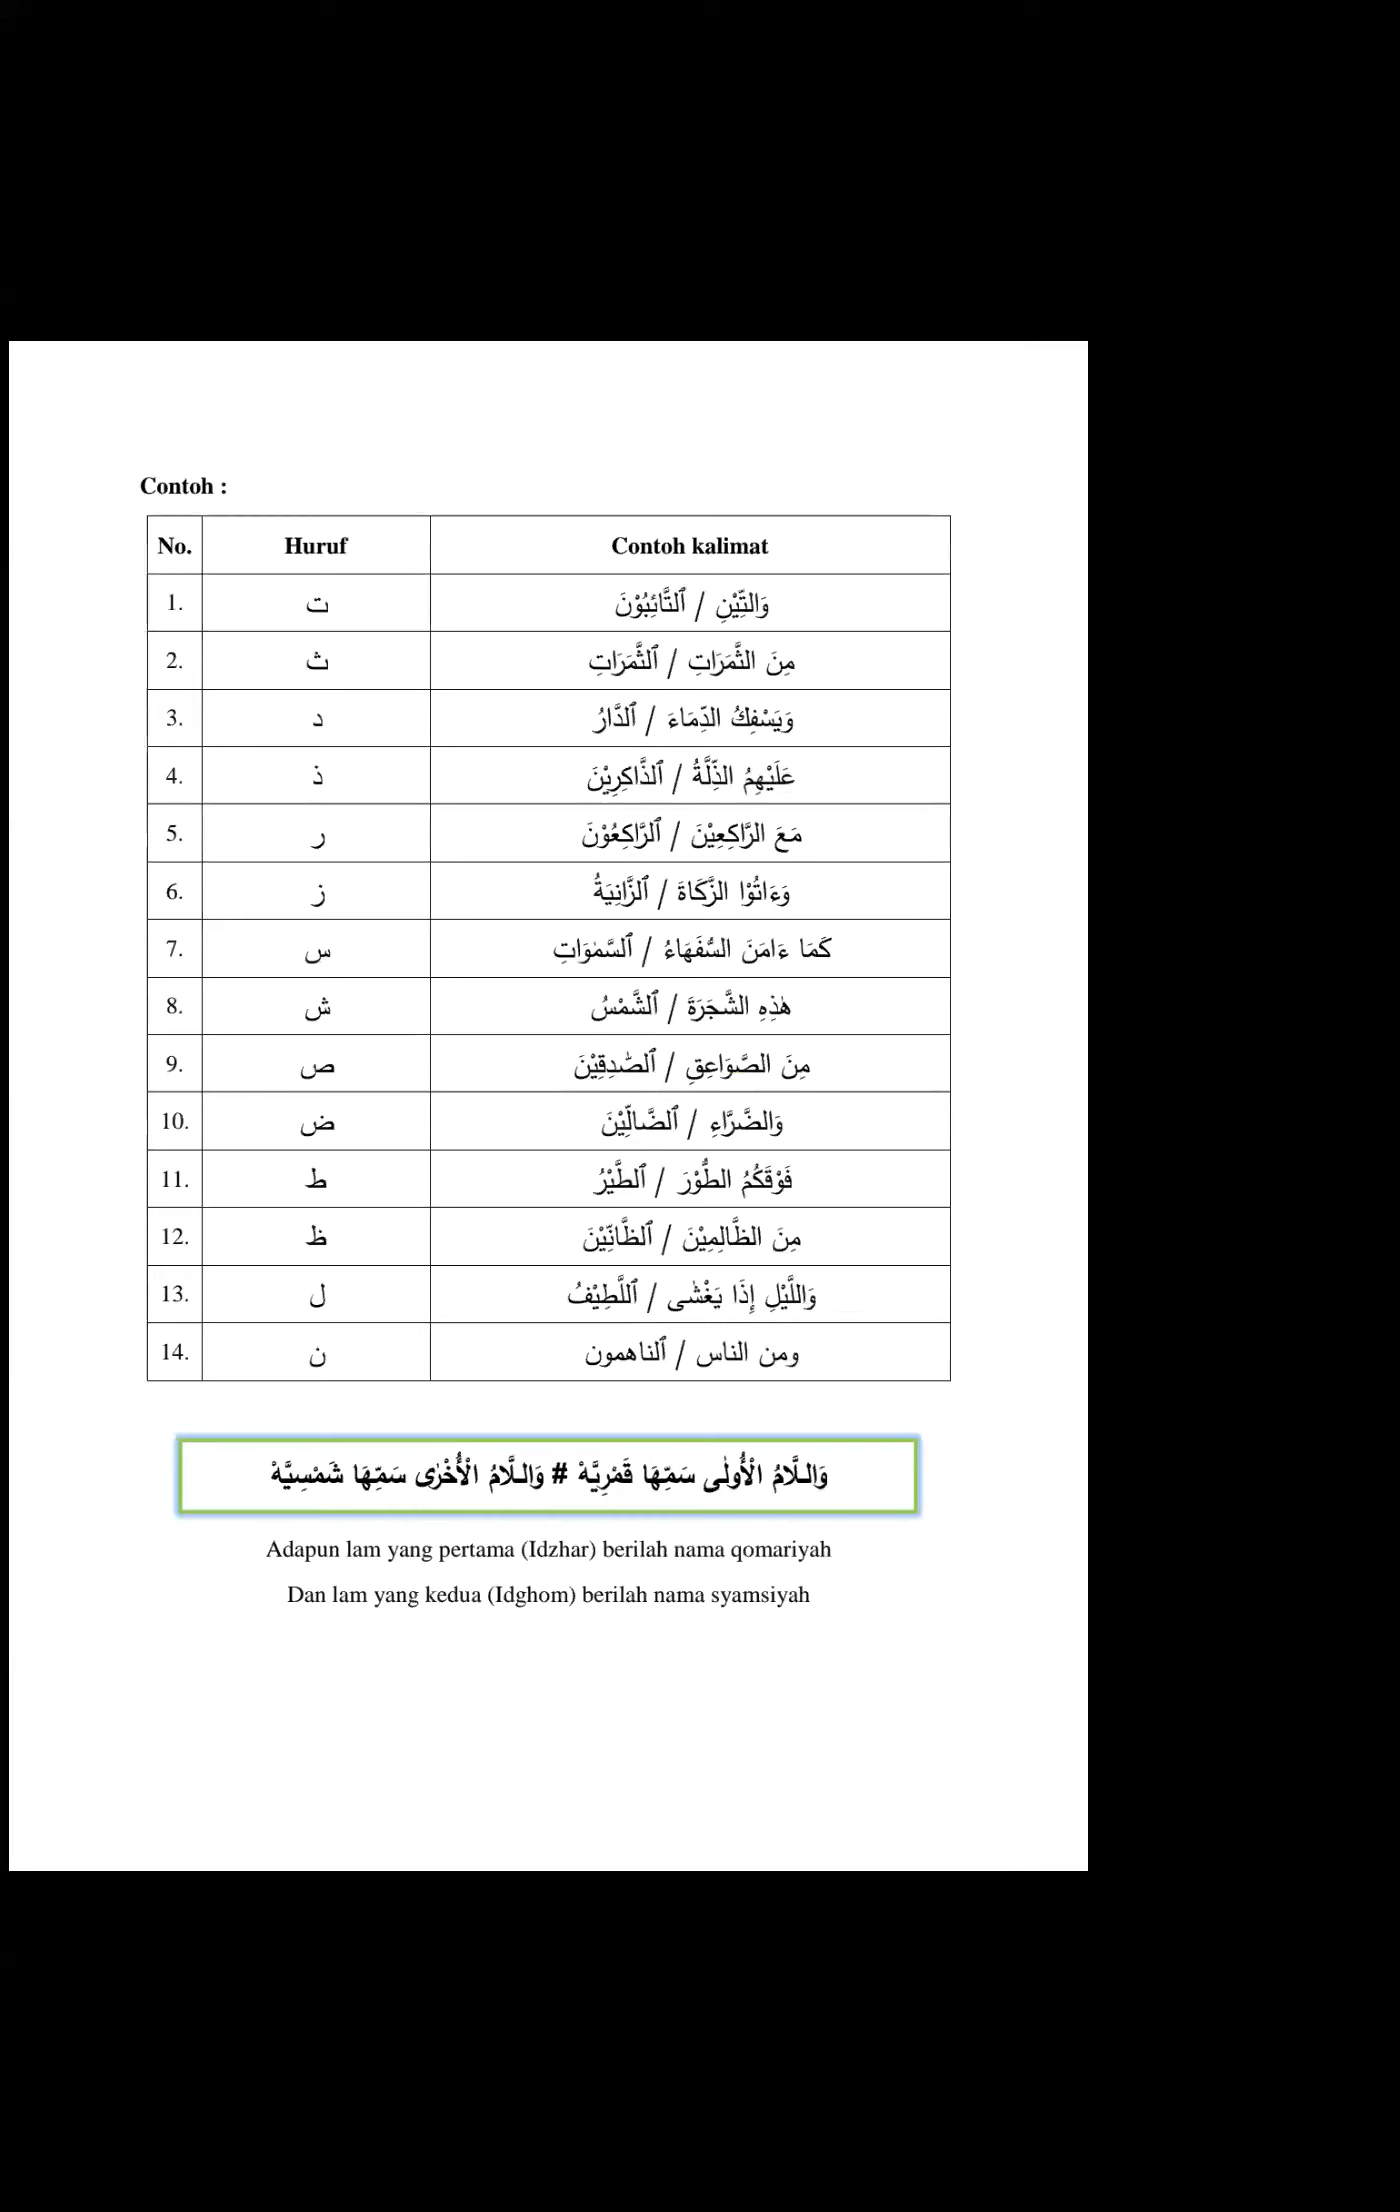 Contoh :
No. Huruf Contoh kalimat
1. ت وَالتِّيْنِ / اَلتَّائِبُوْنَ
2. ث مِنَ الثَّمَرَاتِ / اَلثَّمَرَاتِ
3. د وَيَسْفِكُ الدِّمَاءَ / اَلدَّارُ
4. ذ عَلَيْهِمُ الذِّلَّةُ / اَلذَّاكِرِيْنَ
5. ر مَعَ الرَّاكِعِيْنَ / اَلرَّاكِعُوْنَ
6. ز وَءَاتُوْا الزَّكَاةَ / اَلزَّانِيَةُ
7. س كَمَا ءَامَنَ السُّفَهَاءُ / اَلسَّمٰوَاتِ
8. ش هٰذِهِ الشَّجَرَةَ / اَلشَّمْسُ
9. ص مِنَ الصَّوَاعِقِ / اَلصّٰدِقِيْنَ
10. ض وَالضَّرَّاءِ / اَلضَّالِّيْنَ
11. ط فَوْقَكُمُ الطُّوْرَ / اَلطَّيْرُ
12. ظ مِنَ الظَّالِمِيْنَ / اَلظَّانِّيْنَ
13. ل وَاللَّيْلِ إِذَا يَغْشٰى / اَللَّطِيْفُ
14. ن ومن الناس / اَلناهمون
وَاللَّامُ الْأُولٰى سَمِّهَا قَمْرِيَّهْ # وَاللَّامُ الْأُخْرٰى سَمِّهَا شَمْسِيَّهْ
Adapun lam yang pertama (Idzhar) berilah nama qomariyah
Dan lam yang kedua (Idghom) berilah nama syamsiyah